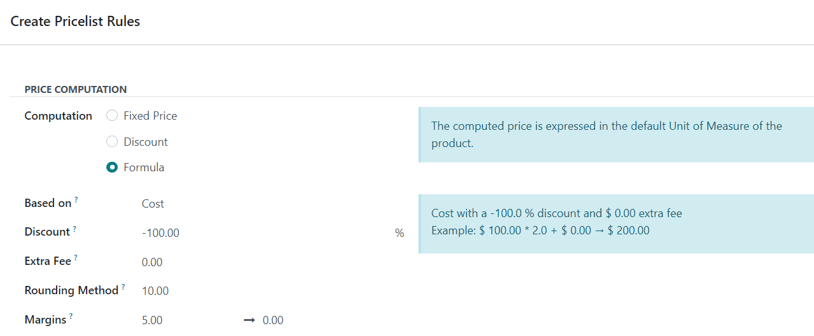 Create Pricelist Rules
PRICE COMPUTATION
Computation
Fixed Price
Discount
Formula
The computed price is expressed in the default Unit of Measure of the
product.
Based on ? Cost
Discount ? -100.00 %
Extra Fee ? 0.00
Rounding Method ? 10.00
Margins ? 5.00 → 0.00
Cost with a -100.0 % discount and $ 0.00 extra fee
Example: $ 100.00 * 2.0 + $ 0.00 → $ 200.00